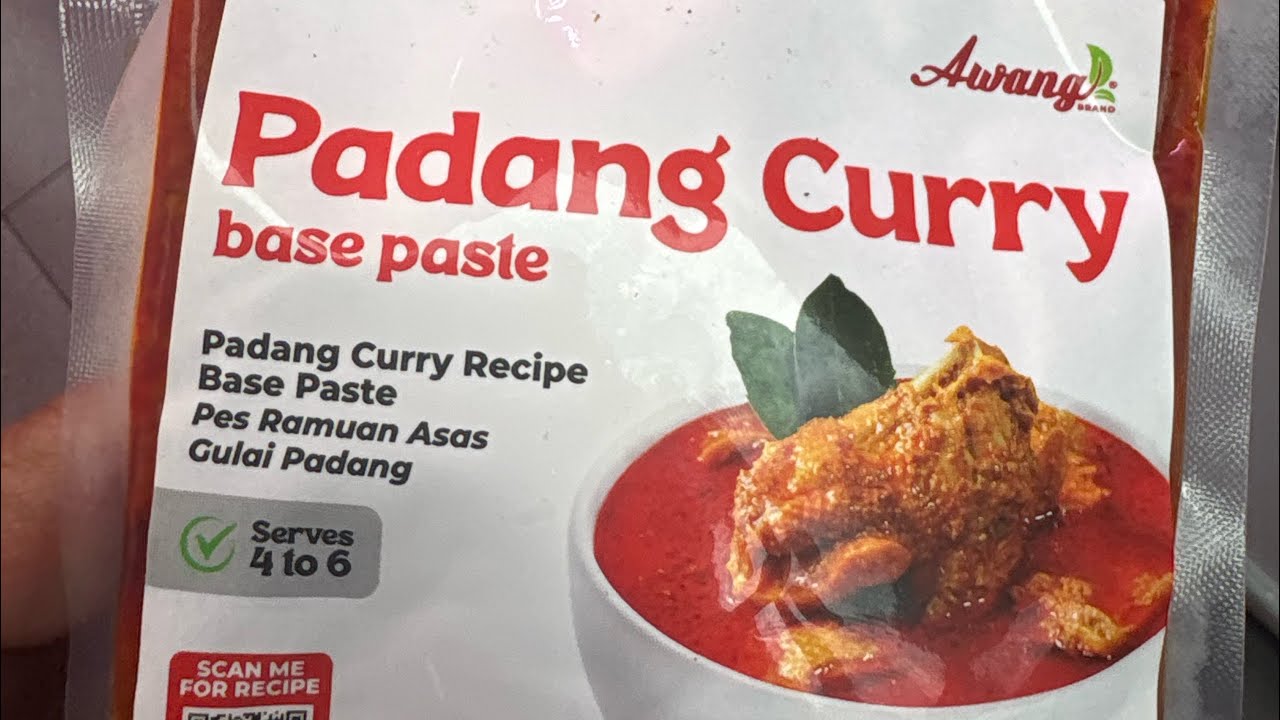 Awang
BRAND
Padang Curry
base paste
Padang Curry Recipe
Base Paste
Pes Ramuan Asas
Gulai Padang
Serves
4 to 6
SCAN ME
FOR RECIPE